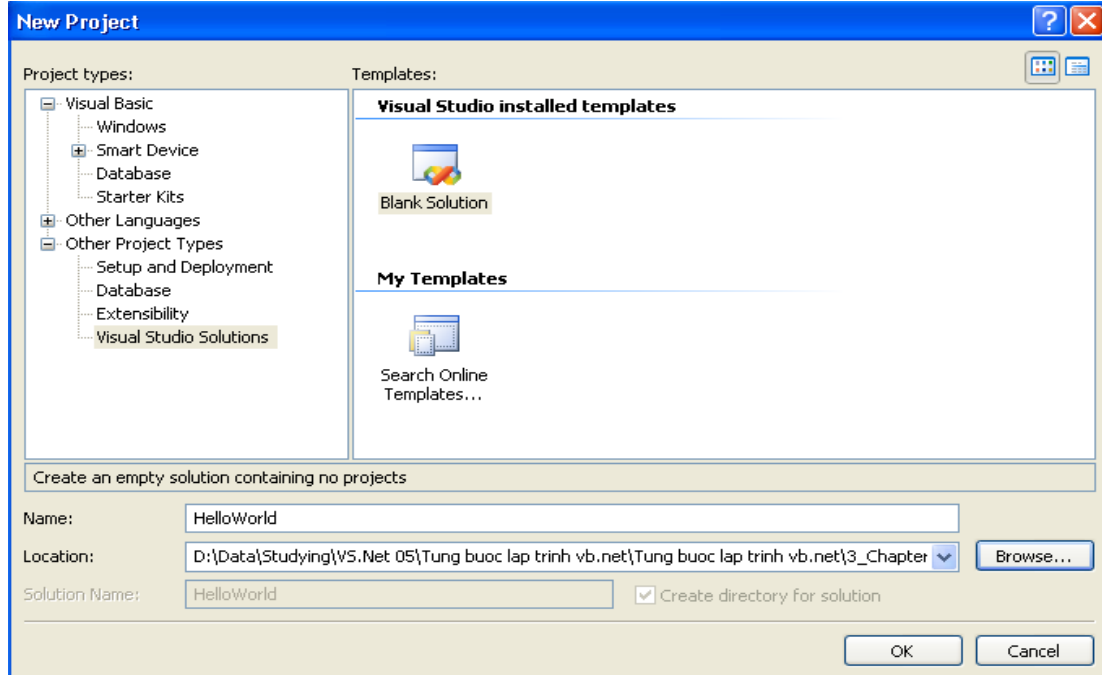 New Project
Project types:
Templates:
Visual Basic
Windows
Smart Device
Database
Starter Kits
Other Languages
Other Project Types
Setup and Deployment
Database
Extensibility
Visual Studio Solutions
Visual Studio installed templates
Blank Solution
My Templates
Search Online
Templates...
Create an empty solution containing no projects
Name:
HelloWorld
Location:
D:\Data\Studying\VS.Net 05\Tung buoc lap trinh vb.net\Tung buoc lap trinh vb.net\3_Chapter
Browse...
Solution Name:
HelloWorld
Create directory for solution
OK
Cancel